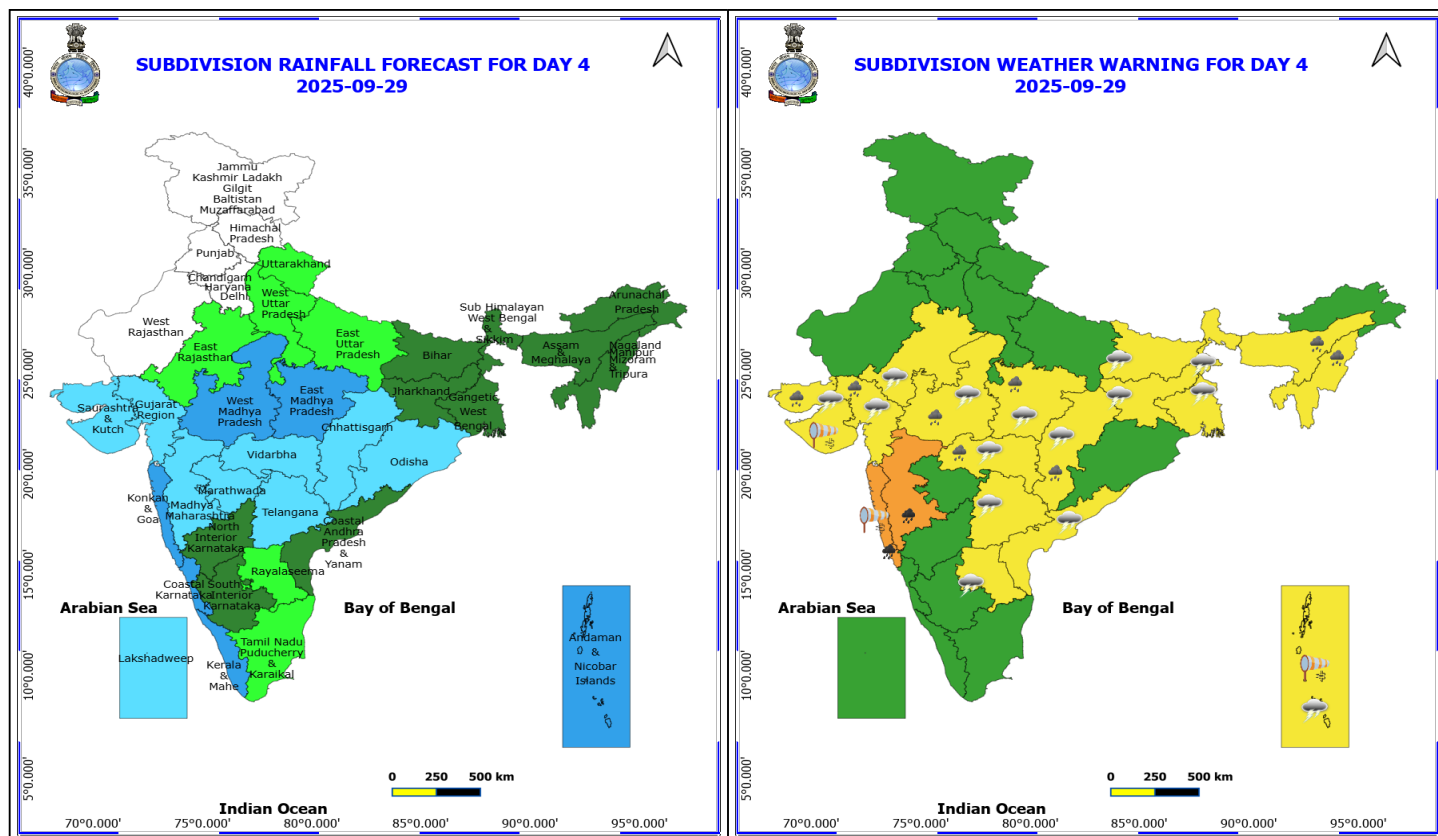 SUBDIVISION RAINFALL FORECAST FOR DAY 4
2025-09-29
40°0.000'
35°0.000'
30°0.000'
25°0.000'
20°0.000'
15°0.000'
10°0.000'
5°0.000'
Jammu
Kashmir Ladakh
Gilgit
Baltistan
Muzaffarabad
Himachal
Pradesh
Punjab
Chandigarh
Haryana
Delhi
Uttarakhand
West
Uttar
Pradesh
West
Rajasthan
East
Rajasthan
East
Uttar
Pradesh
Sub Himalayan
West Bengal
&
Sikkim
Arunachal
Pradesh
Assam
&
Meghalaya
Nagaland
Manipur
Mizoram
&
Tripura
Bihar
Jharkhand
Gangetic
West
Bengal
Saurashtra
&
Kutch
Gujarat
Region
West
Madhya
Pradesh
East
Madhya
Pradesh
Chhattisgarh
Odisha
Vidarbha
Konkan
&
Goa
Madhya
Maharashtra
Marathwada
Telangana
North
Interior
Karnataka
Coastal
Andhra
Pradesh
&
Yanam
Rayalaseema
Coastal
Karnataka
South
Interior
Karnataka
Arabian Sea
Bay of Bengal
Lakshadweep
Kerala
&
Mahe
Tamil Nadu
Puducherry
&
Karaikal
Andaman
&
Nicobar
Islands
0 250 500 km
Indian Ocean
70°0.000' 75°0.000' 80°0.000' 85°0.000' 90°0.000' 95°0.000'
SUBDIVISION WEATHER WARNING FOR DAY 4
2025-09-29
40°0.000'
35°0.000'
30°0.000'
25°0.000'
20°0.000'
15°0.000'
10°0.000'
5°0.000'
Arabian Sea
Bay of Bengal
0 250 500 km
Indian Ocean
70°0.000' 75°0.000' 80°0.000' 85°0.000' 90°0.000' 95°0.000'